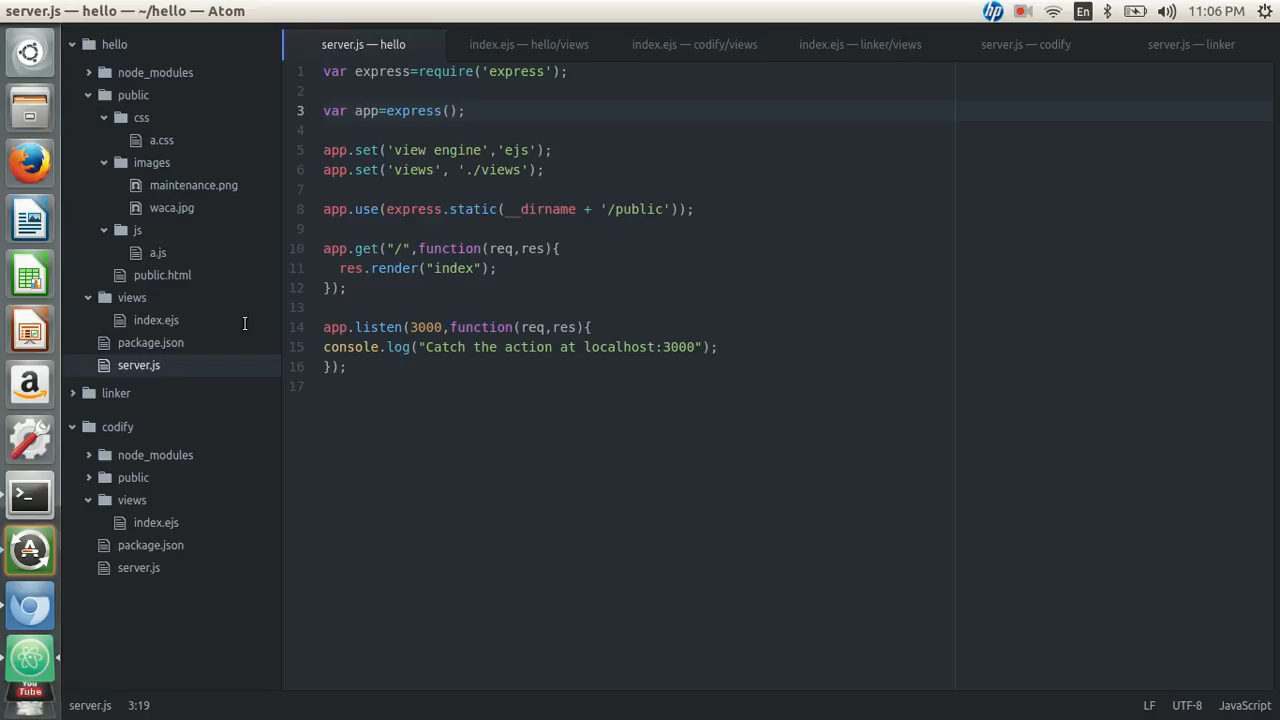 server.js — hello — ~/hello — Atom
En
11:06 PM
hello
node_modules
public
css
a.css
images
maintenance.png
waca.jpg
js
a.js
public.html
views
index.ejs
package.json
server.js
linker
codify
node_modules
public
views
index.ejs
package.json
server.js
server.js — hello
index.ejs — hello/views
index.ejs — codify/views
index.ejs — linker/views
server.js — codify
server.js — linker
1 var express=require('express');
2
3 var app=express();
4
5 app.set('view engine','ejs');
6 app.set('views', './views');
7
8 app.use(express.static(__dirname + '/public'));
9
10 app.get("/",function(req,res){
11 res.render("index");
12 });
13
14 app.listen(3000,function(req,res){
15 console.log("Catch the action at localhost:3000");
16 });
17
You
Tube
server.js 3:19
LF UTF-8 JavaScript